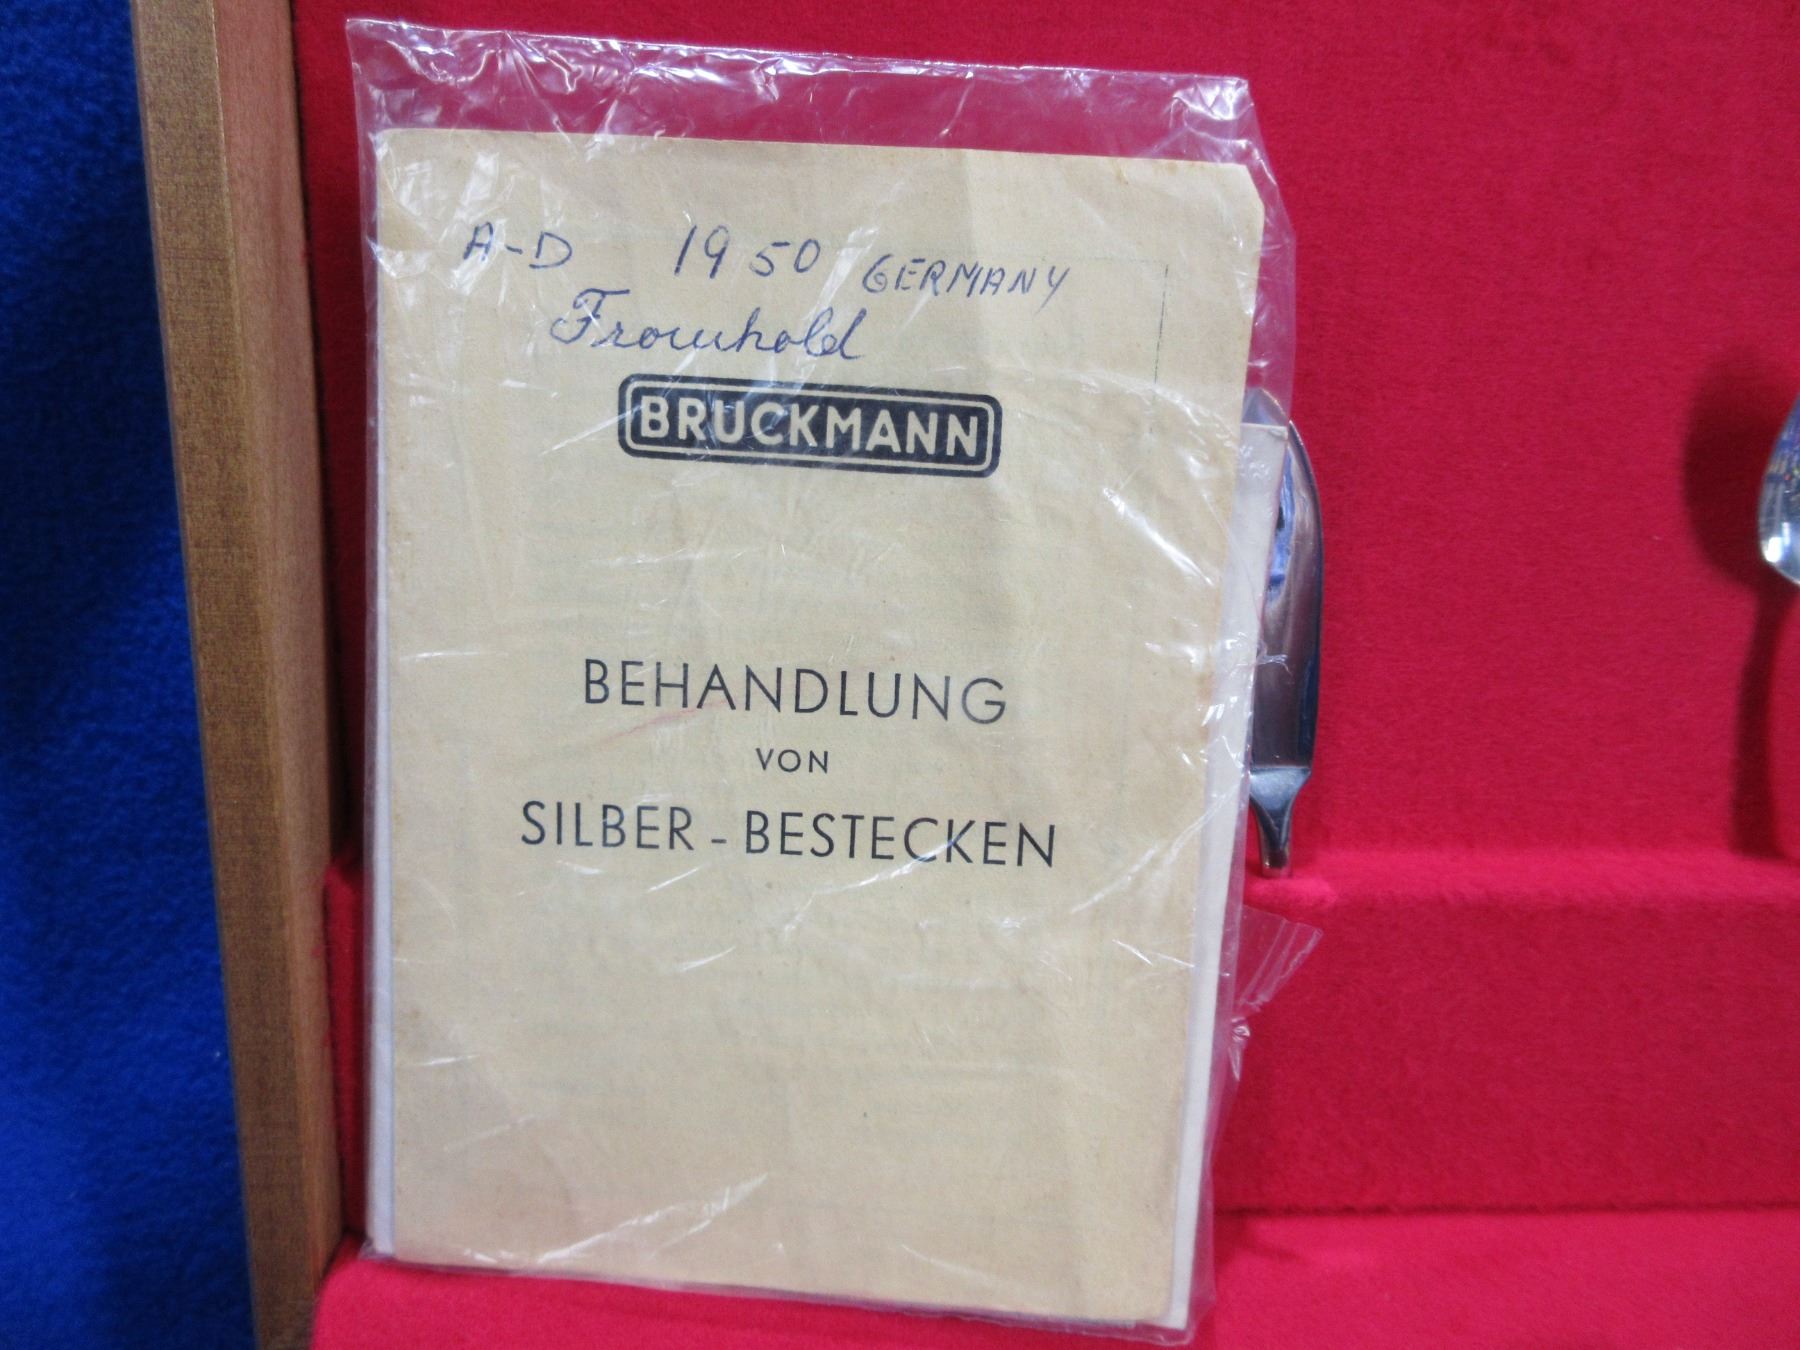 A-D 1950 GERMANY
Fromhold
BRUCKMANN
BEHANDLUNG
VON
SILBER-BESTECKEN